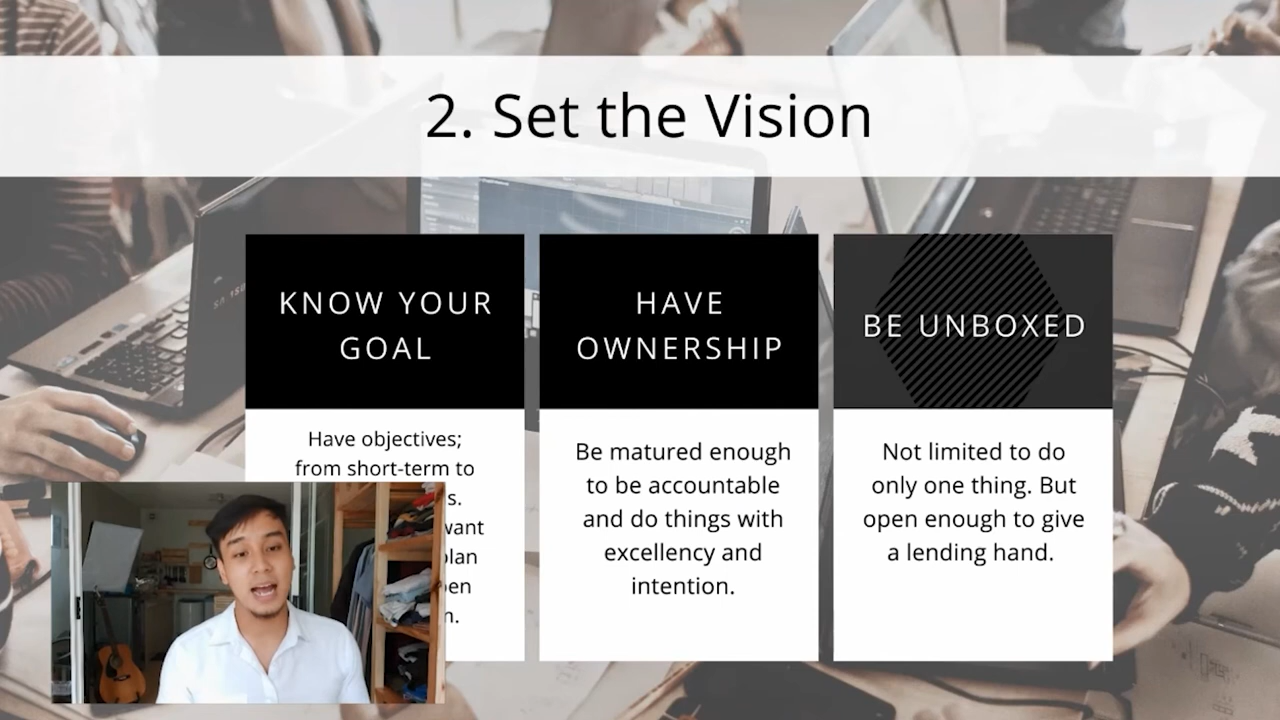 2. Set the Vision
KNOW YOUR
GOAL
Have objectives;
from short-term to
s.
want
plan
HAVE
OWNERSHIP
Be matured enough
to be accountable
and do things with
excellency and
intention.
BE UNBOXED
Not limited to do
only one thing. But
open enough to give
a lending hand.